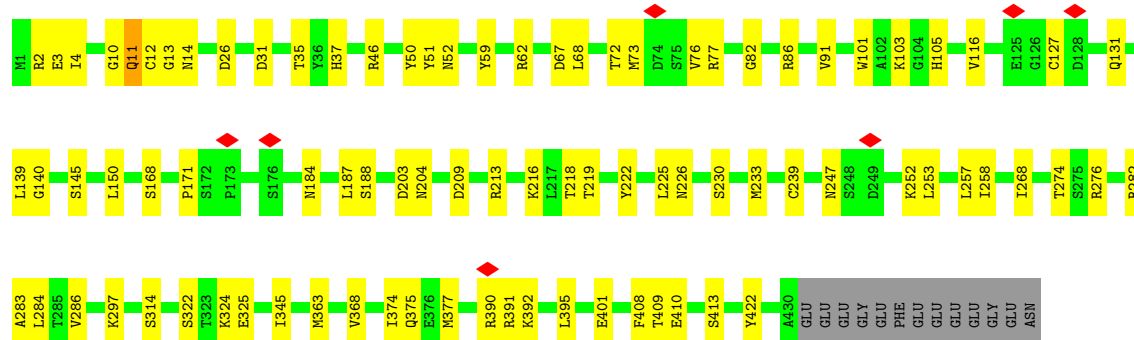 M1 R2 E3 I4 G10 Q11 C12 G13 N14 D26 D31 T35 Y36 H37 R46 Y50 Y51 N52 Y59 R62 D67 L68 T72 M73 D74 S75 V76 R77 G82 R86 V91 W101 A102 K103 G104 H105 V116 E125 G126 C127 D128 Q131
L139 G140 S145 L150 S168 P171 S172 P173 S176 N184 L187 S188 D203 N204 D209 R213 K216 L217 T218 T219 Y222 L225 N226 S230 M233 C239 N247 S248 D249 K252 L253 L257 I258 I268 T274 S275 R276
A283 L284 T285 V286 K297 S314 S322 T323 K324 E325 I345 M363 V368 I374 Q375 E376 M377 R390 R391 K392 L395 E401 F408 T409 E410 S413 Y422 A430 GLU GLU GLU GLY GLU PHE GLU GLU GLU GLU GLY GLU ASN